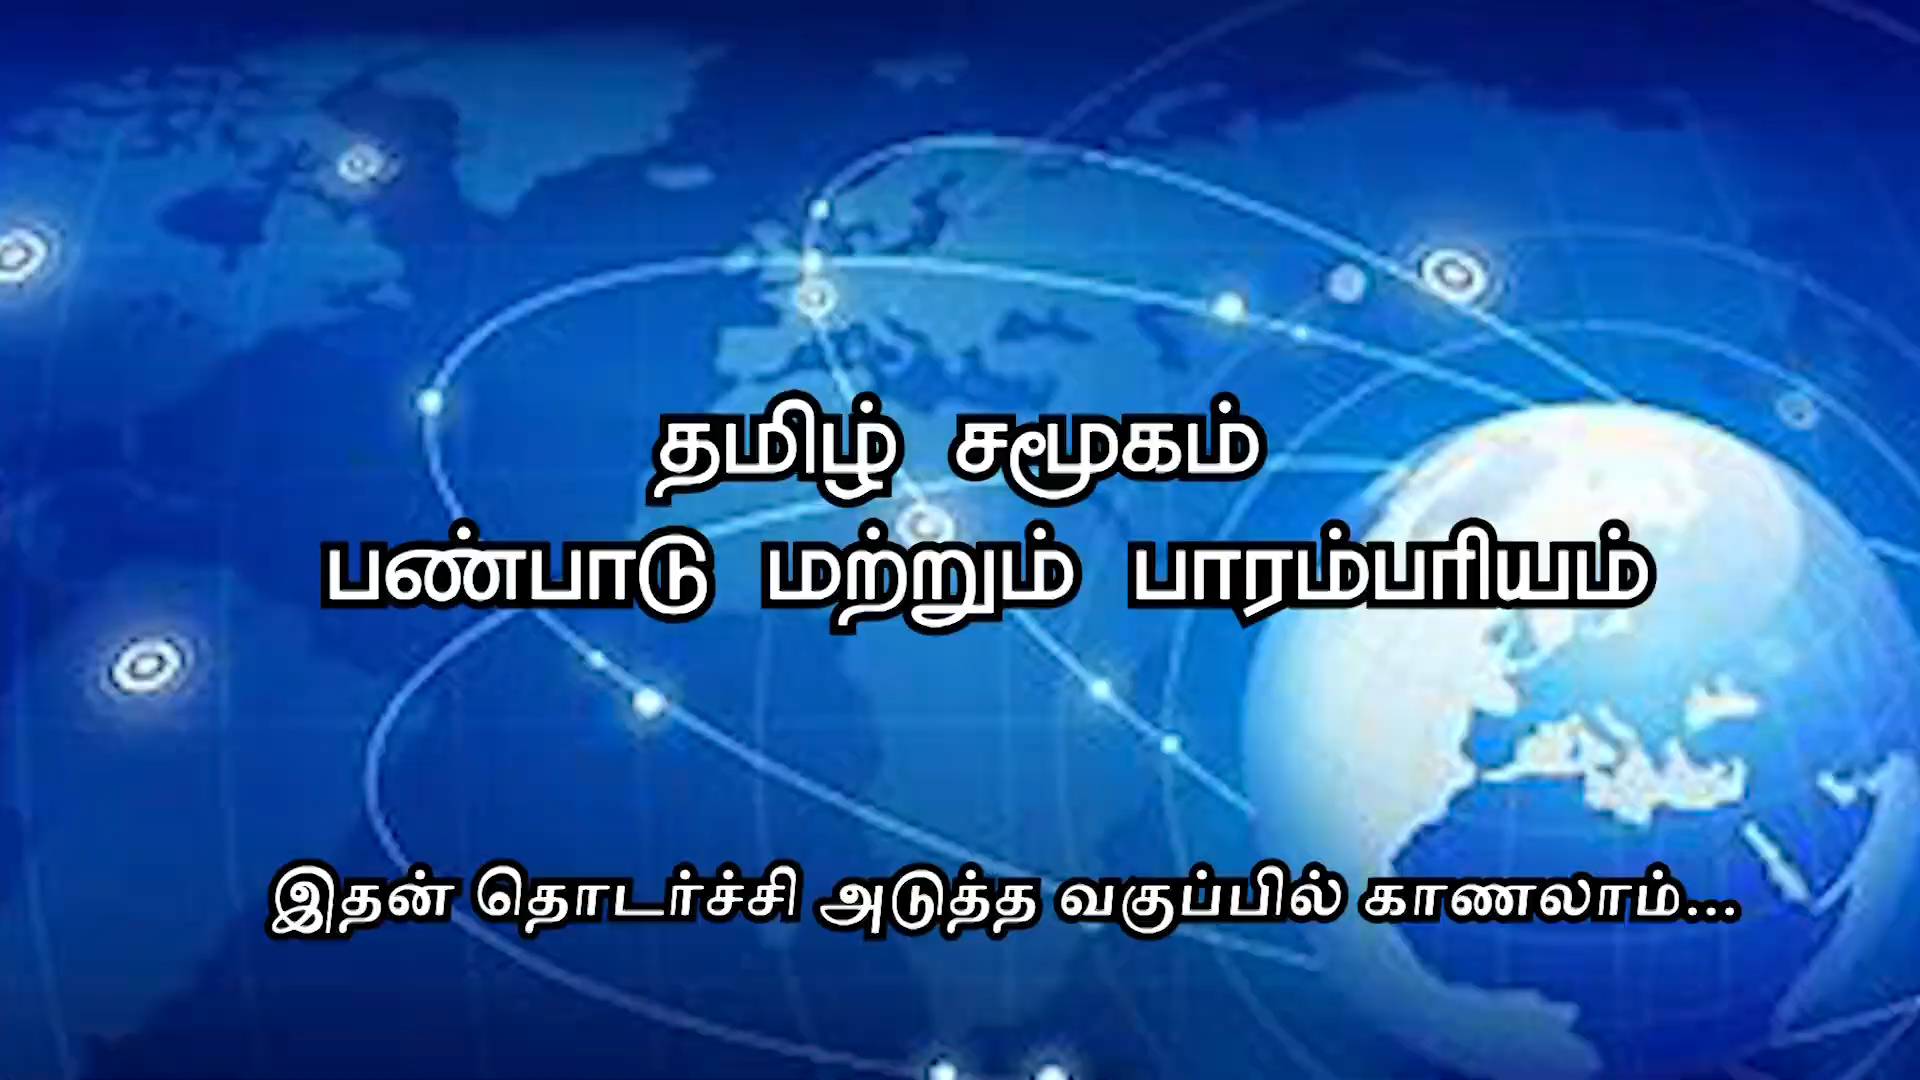 தமிழ் சமூகம்
பண்பாடு மற்றும் பாரம்பரியம்
இதன் தொடர்ச்சி அடுத்த வகுப்பில் காணலாம்...